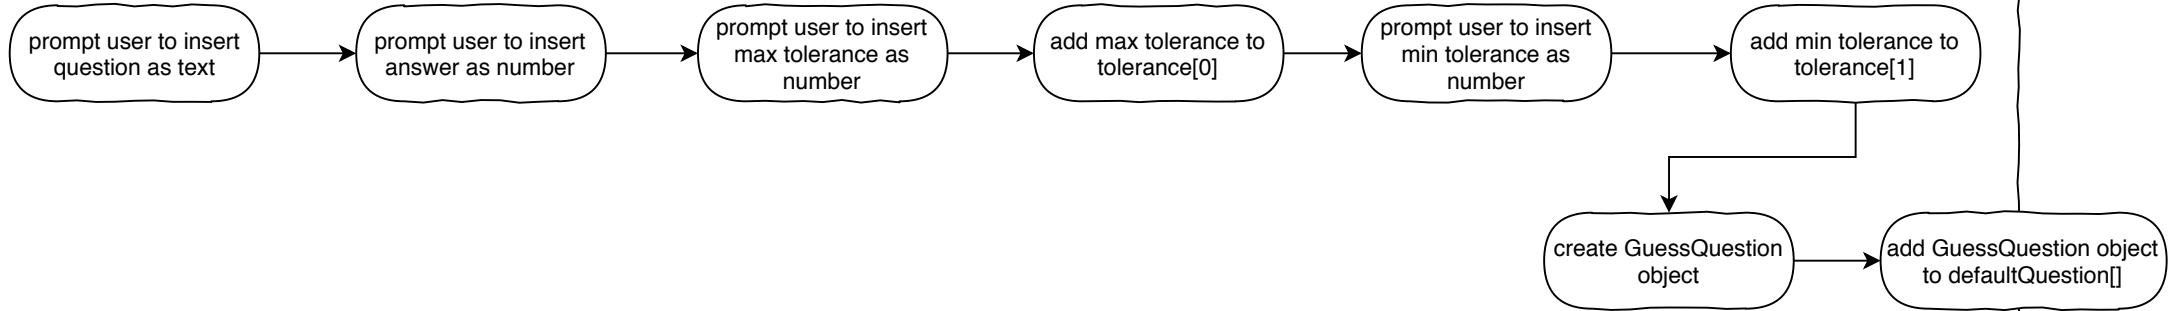 prompt user to insert
question as text
prompt user to insert
answer as number
prompt user to insert
max tolerance as
number
add max tolerance to
tolerance[0]
prompt user to insert
min tolerance as
number
add min tolerance to
tolerance[1]
create GuessQuestion
object
add GuessQuestion object
to defaultQuestion[]